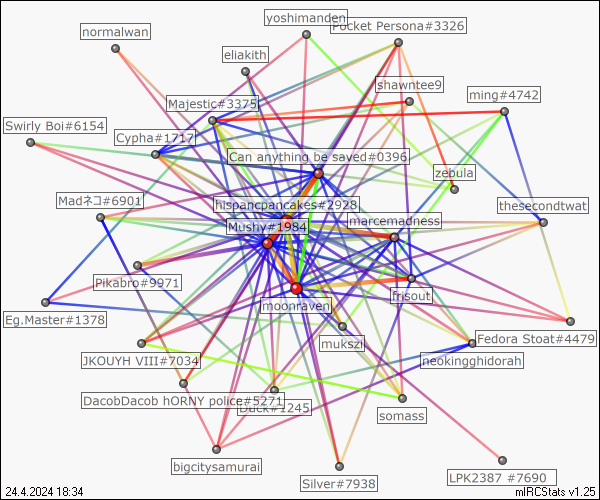 yoshimanden
Pocket Persona#3326
normalwan
eliakith
shawntee9
ming#4742
Majestic#3375
Swirly Boi#6154
Cypha#1717
Can anything be saved#0396
zebula
Madネコ#6901
hispancpancakes#2928
thesecondtwat
Mushy#1984
marcemadness
Pikabro#9971
frisout
moonraven
Eg.Master#1378
mukszi
Fedora Stoat#4479
JKOUYH VIII#7034
neokingghidorah
DacobDacob hORNY police#5271
Duck#1245
somass
bigcitysamurai
Silver#7938
LPK2387 #7690
24.4.2024 18:34
mIRCStats v1.25